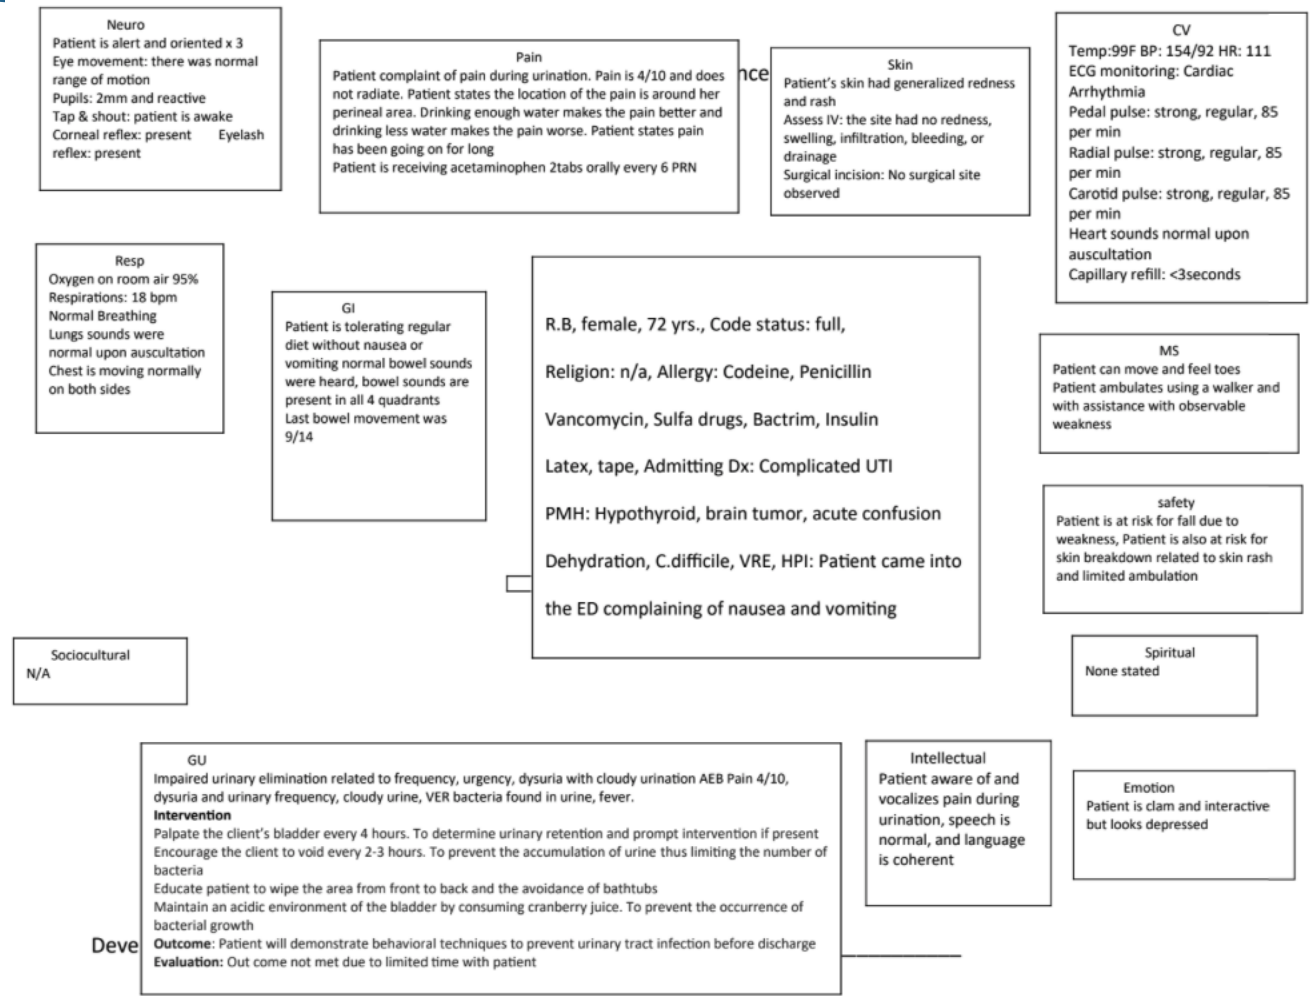 Neuro
Patient is alert and oriented x 3
Eye movement: there was normal
range of motion
Pupils: 2mm and reactive
Tap & shout: patient is awake
Corneal reflex: present Eyelash
reflex: present
Pain
Patient complaint of pain during urination. Pain is 4/10 and does
not radiate. Patient states the location of the pain is around her
perineal area. Drinking enough water makes the pain better and
drinking less water makes the pain worse. Patient states pain
has been going on for long
Patient is receiving acetaminophen 2tabs orally every 6 PRN
nce
Skin
Patient's skin had generalized redness
and rash
Assess IV: the site had no redness,
swelling, infiltration, bleeding, or
drainage
Surgical incision: No surgical site
observed
CV
Temp:99F BP: 154/92 HR: 111
ECG monitoring: Cardiac
Arrhythmia
Pedal pulse: strong, regular, 85
per min
Radial pulse: strong, regular, 85
per min
Carotid pulse: strong, regular, 85
per min
Heart sounds normal upon
auscultation
Capillary refill: <3seconds
Resp
Oxygen on room air 95%
Respirations: 18 bpm
Normal Breathing
Lungs sounds were
normal upon auscultation
Chest is moving normally
on both sides
GI
Patient is tolerating regular
diet without nausea or
vomiting normal bowel sounds
were heard, bowel sounds are
present in all 4 quadrants
Last bowel movement was
9/14
R.B, female, 72 yrs., Code status: full,
Religion: n/a, Allergy: Codeine, Penicillin
Vancomycin, Sulfa drugs, Bactrim, Insulin
Latex, tape, Admitting Dx: Complicated UTI
PMH: Hypothyroid, brain tumor, acute confusion
Dehydration, C.difficile, VRE, HPI: Patient came into
the ED complaining of nausea and vomiting
MS
Patient can move and feel toes
Patient ambulates using a walker and
with assistance with observable
weakness
safety
Patient is at risk for fall due to
weakness, Patient is also at risk for
skin breakdown related to skin rash
and limited ambulation
Sociocultural
N/A
Spiritual
None stated
GU
Impaired urinary elimination related to frequency, urgency, dysuria with cloudy urination AEB Pain 4/10,
dysuria and urinary frequency, cloudy urine, VER bacteria found in urine, fever.
Intervention
Palpate the client's bladder every 4 hours. To determine urinary retention and prompt intervention if present
Encourage the client to void every 2-3 hours. To prevent the accumulation of urine thus limiting the number of
bacteria
Educate patient to wipe the area from front to back and the avoidance of bathtubs
Maintain an acidic environment of the bladder by consuming cranberry juice. To prevent the occurrence of
bacterial growth
Outcome: Patient will demonstrate behavioral techniques to prevent urinary tract infection before discharge
Evaluation: Out come not met due to limited time with patient
Deve
Intellectual
Patient aware of and
vocalizes pain during
urination, speech is
normal, and language
is coherent
Emotion
Patient is clam and interactive
but looks depressed